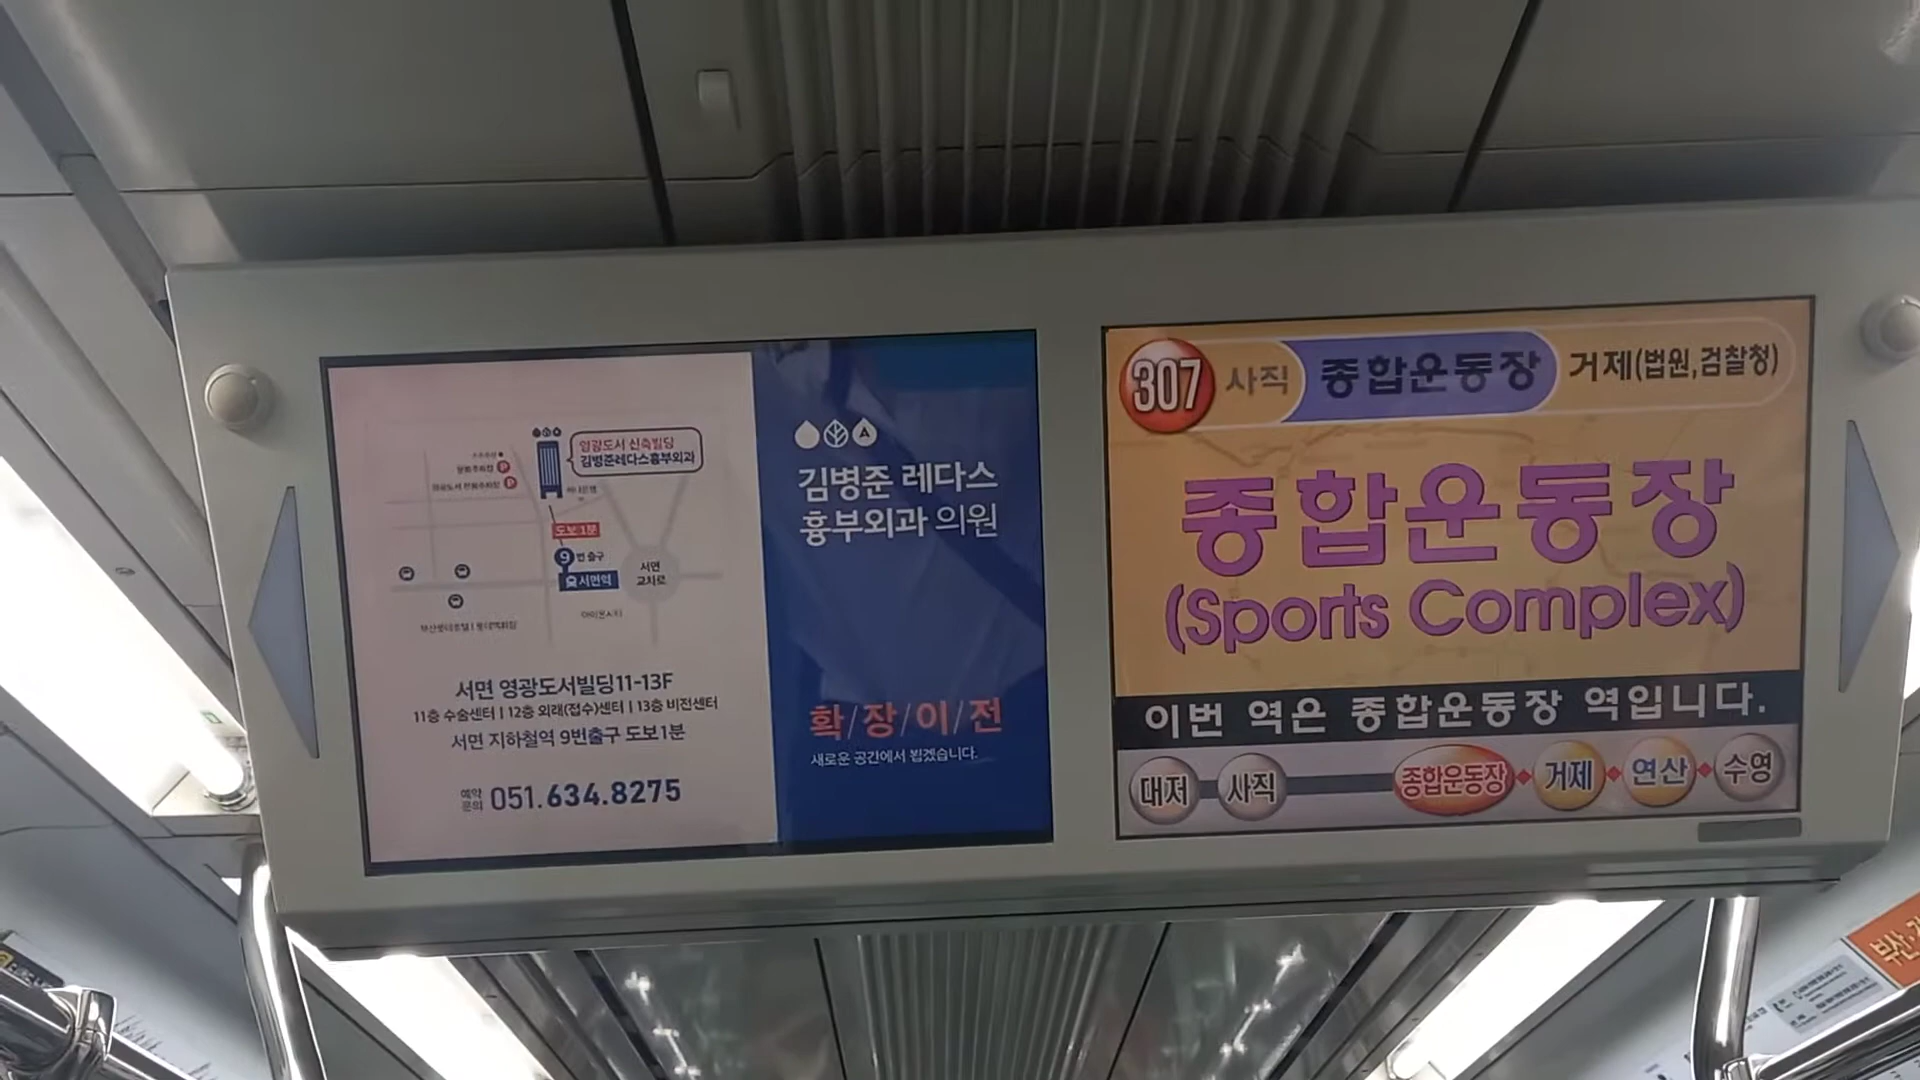 영광도서 신축빌딩
김병준레다스흉부외과
도보1분
9번 출구
서면역
서면
교차로
서면 영광도서빌딩11-13F
11층 수술센터 | 12층 외래(접수)센터 | 13층 비전센터
서면 지하철역 9번출구 도보1분
예약
문의 051.634.8275
김병준 레다스
흉부외과 의원
확/장/이/전
새로운 공간에서 뵙겠습니다.
307 사직 종합운동장 거제(법원,검찰청)
종합운동장
(Sports Complex)
이번 역은 종합운동장 역입니다.
대저 사직 종합운동장 거제 연산 수영